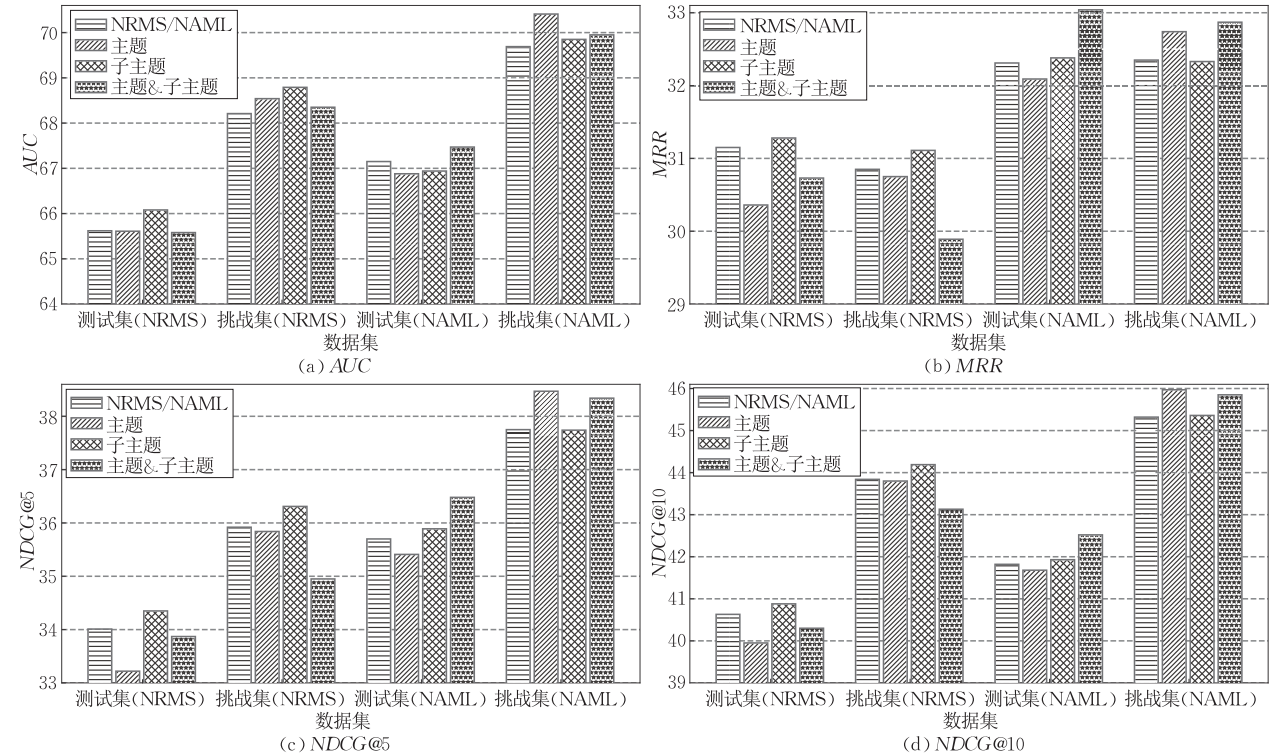 70
69
68
67
66
65
64
AUC
NRMS/NAML
主题
子主题
主题&子主题
测试集(NRMS) 挑战集(NRMS) 测试集(NAML) 挑战集(NAML)
数据集
(a) AUC
33
32
31
30
29
MRR
NRMS/NAML
主题
子主题
主题&子主题
测试集(NRMS) 挑战集(NRMS) 测试集(NAML) 挑战集(NAML)
数据集
(b) MRR
38
37
36
35
34
33
NDCG@5
NRMS/NAML
主题
子主题
主题&子主题
测试集(NRMS) 挑战集(NRMS) 测试集(NAML) 挑战集(NAML)
数据集
(c) NDCG@5
46
45
44
43
42
41
40
39
NDCG@10
NRMS/NAML
主题
子主题
主题&子主题
测试集(NRMS) 挑战集(NRMS) 测试集(NAML) 挑战集(NAML)
数据集
(d) NDCG@10